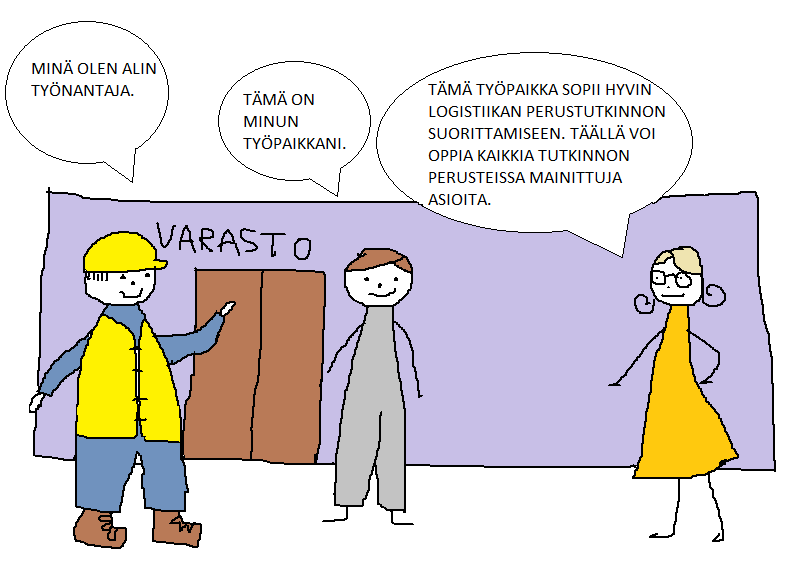 MINÄ OLEN ALIN
TYÖNANTAJA.
TÄMÄ ON
MINUN
TYÖPAIKKANI.
TÄMÄ TYÖPAIKKA SOPII HYVIN
LOGISTIIKAN PERUSTUTKINNON
SUORITTAMISEEN. TÄÄLLÄ VOI
OPPIA KAIKKIA TUTKINNON
PERUSTEISSA MAINITTUJA
ASIOITA.
VARASTO